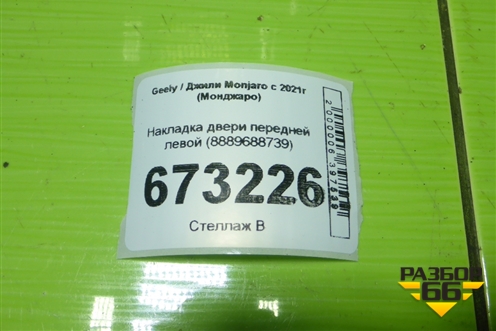 Geely / Джили Monjaro с 2021г
(Монджаро)
Накладка двери передней
левой (8889688739)
673226
Стеллаж В
РАЗБОР
66